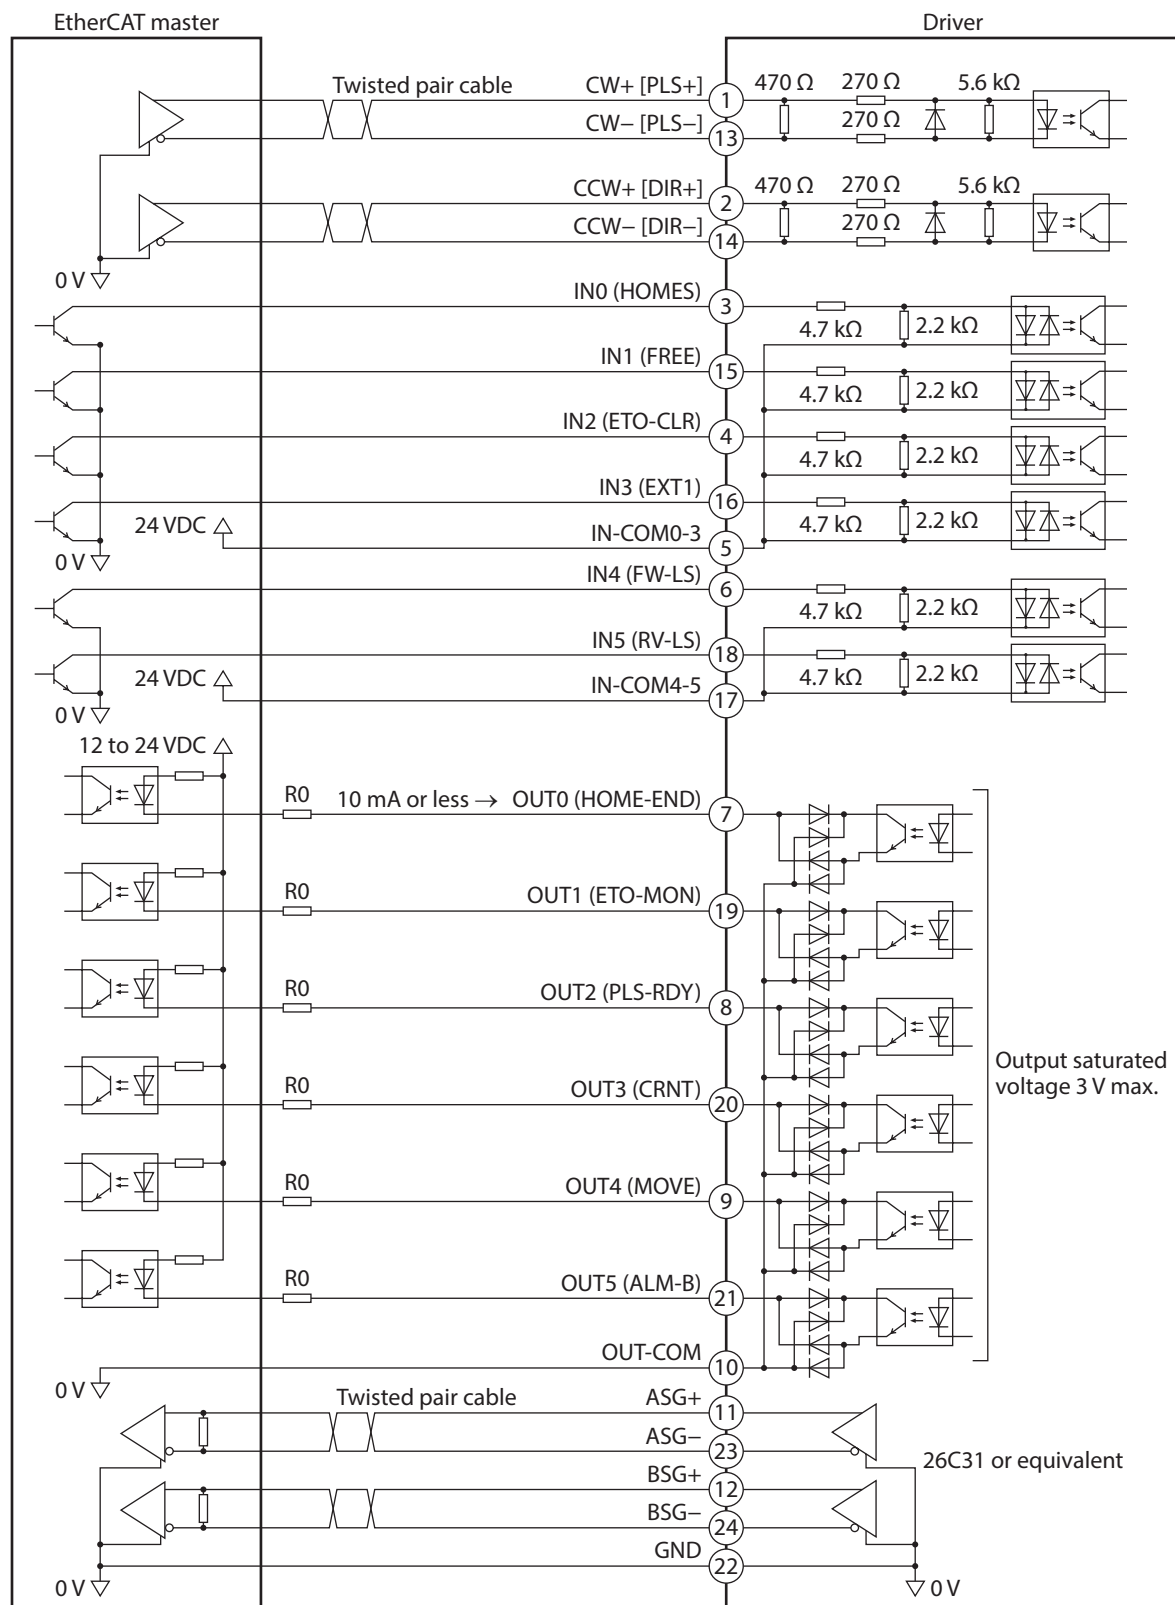 EtherCAT master
Driver
Twisted pair cable
CW+ [PLS+]
1
470 Ω
270 Ω
5.6 kΩ
CW− [PLS−]
13
270 Ω
CCW+ [DIR+]
2
470 Ω
270 Ω
5.6 kΩ
CCW− [DIR−]
14
270 Ω
0 V
IN0 (HOMES)
3
4.7 kΩ
2.2 kΩ
IN1 (FREE)
15
4.7 kΩ
2.2 kΩ
IN2 (ETO-CLR)
4
4.7 kΩ
2.2 kΩ
IN3 (EXT1)
16
4.7 kΩ
2.2 kΩ
24 VDC
IN-COM0-3
5
0 V
IN4 (FW-LS)
6
4.7 kΩ
2.2 kΩ
IN5 (RV-LS)
18
4.7 kΩ
2.2 kΩ
24 VDC
IN-COM4-5
17
0 V
12 to 24 VDC
R0
10 mA or less → OUT0 (HOME-END)
7
R0
OUT1 (ETO-MON)
19
R0
OUT2 (PLS-RDY)
8
Output saturated
voltage 3 V max.
R0
OUT3 (CRNT)
20
R0
OUT4 (MOVE)
9
R0
OUT5 (ALM-B)
21
OUT-COM
10
0 V
Twisted pair cable
ASG+
11
ASG−
23
26C31 or equivalent
BSG+
12
BSG−
24
GND
22
0 V
0 V